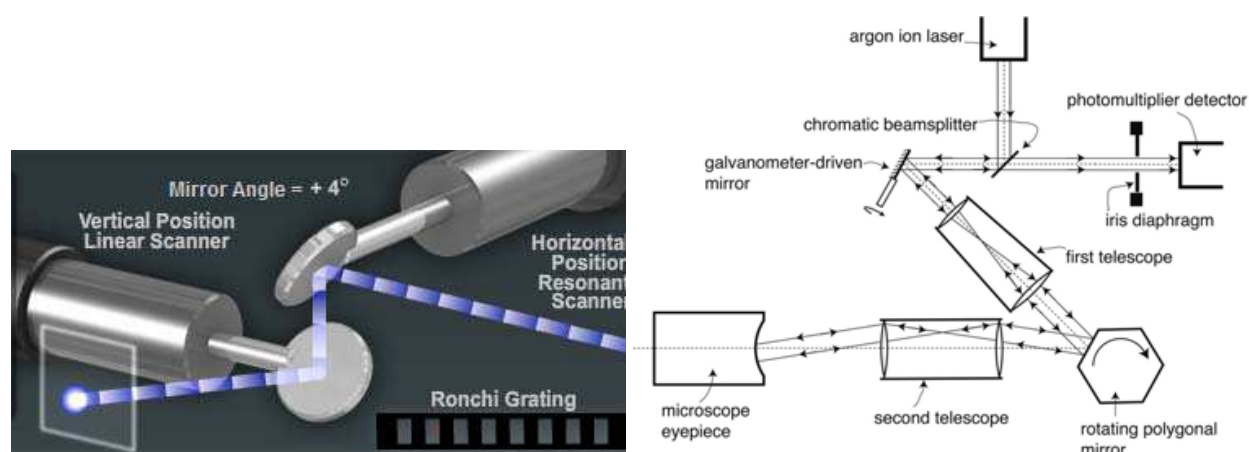 Mirror Angle = + 4°
Vertical Position
Linear Scanner
Horizontal
Position
Resonant
Scanner
Ronchi Grating
argon ion laser
photomultiplier detector
chromatic beamsplitter
galvanometer-driven
mirror
iris diaphragm
first telescope
microscope
eyepiece
second telescope
rotating polygonal
mirror